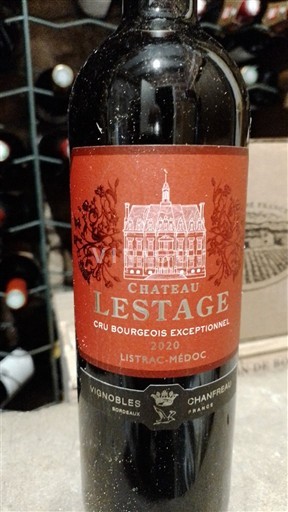 CHATEAU
LESTAGE
CRU BOURGEOIS EXCEPTIONNEL
2020
LISTRAC-MÉDOC
VIGNOBLES CHANFREAU
BORDEAUX FRANCE